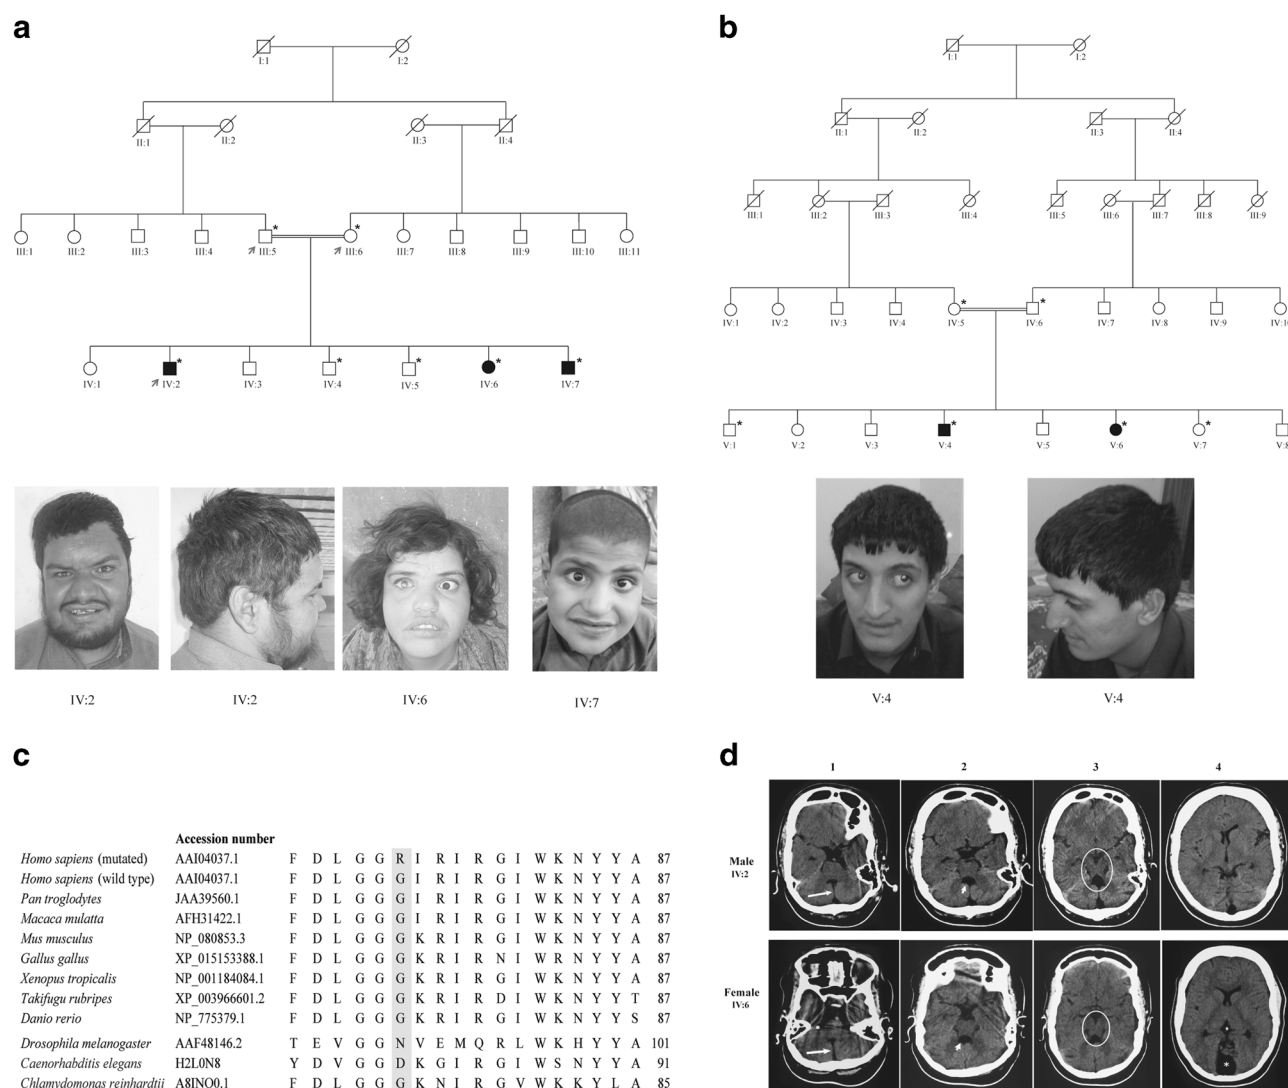 a
I:1 I:2
II:1 II:2 II:3 II:4
* *
III:1 III:2 III:3 III:4 III:5 III:6 III:7 III:8 III:9 III:10 III:11
* * * * *
IV:1 IV:2 IV:3 IV:4 IV:5 IV:6 IV:7
IV:2 IV:2 IV:6 IV:7
b
I:1 I:2
II:1 II:2 II:3 II:4
III:1 III:2 III:3 III:4 III:5 III:6 III:7 III:8 III:9
* *
IV:1 IV:2 IV:3 IV:4 IV:5 IV:6 IV:7 IV:8 IV:9
* * * *
V:1 V:2 V:3 V:4 V:5 V:6 V:7 V:8
V:4 V:4
c
Accession number
Homo sapiens (mutated) AAI04037.1 F D L G G R I R I R G I W K N Y Y A 87
Homo sapiens (wild type) AAI04037.1 F D L G G G I R I R G I W K N Y Y A 87
Pan troglodytes JAA39560.1 F D L G G G I R I R G I W K N Y Y A 87
Macaca mulatta AFH31422.1 F D L G G G I R I R G I W K N Y Y A 87
Mus musculus NP_080853.3 F D L G G G K R I R G I W K N Y Y A 87
Gallus gallus XP_015153388.1 F D L G G G K R I R N I W R N Y Y A 87
Xenopus tropicalis NP_001184084.1 F D L G G G K R I R G I W K N Y Y A 87
Takifugu rubripes XP_003966601.2 F D L G G G K R I R D I W K N Y Y T 87
Danio rerio NP_775379.1 F D L G G G K R I R G I W K N Y Y S 87
Drosophila melanogaster AAF48146.2 T E V G G N V E M Q R L W K H Y Y A 101
Caenorhabditis elegans H2L0N8 Y D V G G D K G I R G I W S N Y Y A 91
Chlamydomonas reinhardtii A8INO0.1 F D L G G G K N I R G V W K K Y L A 85
d
1 2 3 4
Male
IV:2
Female
IV:6
*
*